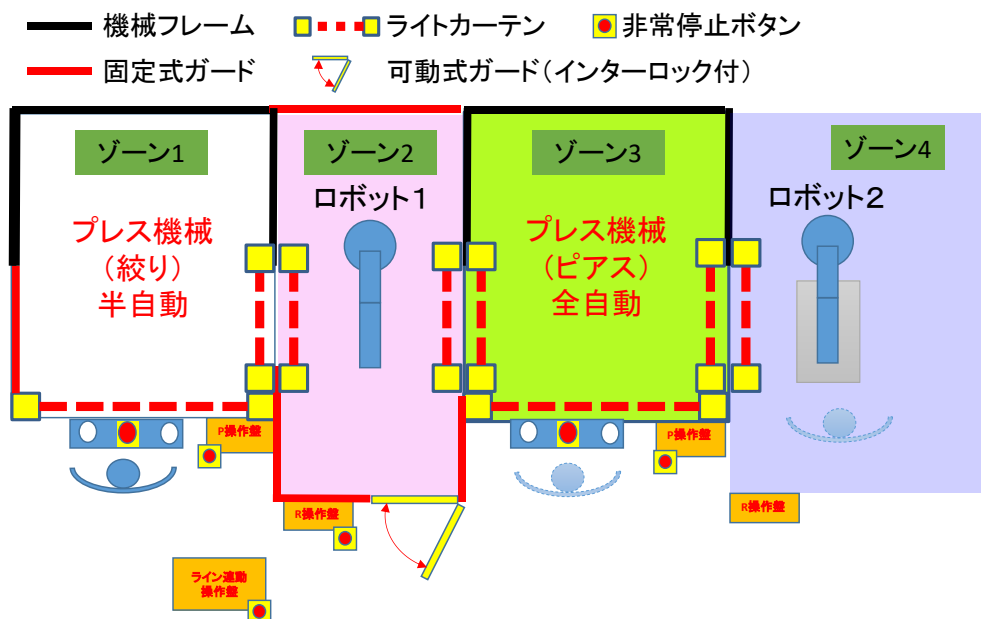 機械フレーム
ライトカーテン
非常停止ボタン
固定式ガード
可動式ガード（インターロック付）
ゾーン1
ゾーン2
ゾーン3
ゾーン4
ロボット１
ロボット２
プレス機械
（絞り）
半自動
プレス機械
（ピアス）
全自動
P操作盤
P操作盤
R操作盤
R操作盤
ライン連動
操作盤